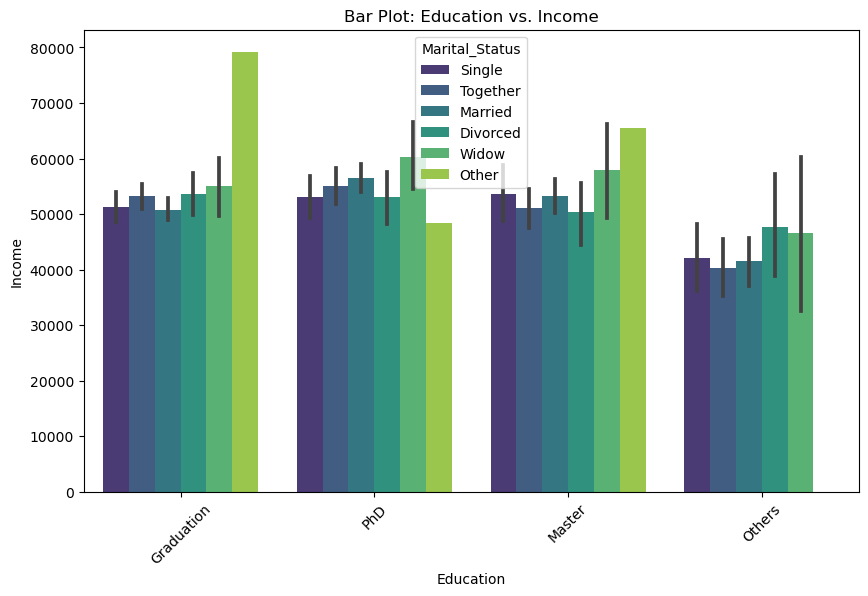 Bar Plot: Education vs. Income
Marital_Status
Single
Together
Married
Divorced
Widow
Other
80000
70000
60000
50000
40000
30000
20000
10000
0
Income
Graduation
PhD
Master
Others
Education